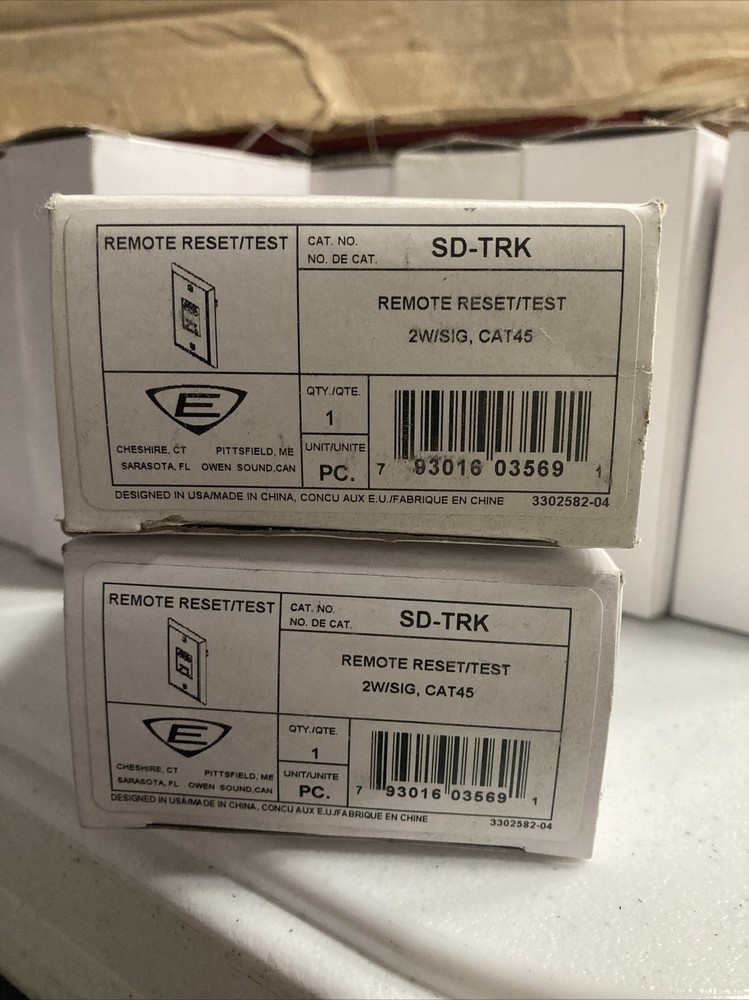 REMOTE RESET/TEST
CAT. NO.
NO. DE CAT.
SD-TRK
REMOTE RESET/TEST
2W/SIG, CAT45
E
QTY./QTE.
1
CHESHIRE, CT PITTSFIELD, ME
SARASOTA, FL OWEN SOUND,CAN
UNIT/UNITE
PC.
7 93016 03569 1
DESIGNED IN USA/MADE IN CHINA, CONCU AUX E.U./FABRIQUE EN CHINE 3302582-04
REMOTE RESET/TEST
CAT. NO.
NO. DE CAT.
SD-TRK
REMOTE RESET/TEST
2W/SIG, CAT45
E
QTY./QTE.
1
CHESHIRE, CT PITTSFIELD, ME
SARASOTA, FL OWEN SOUND,CAN
UNIT/UNITE
PC.
7 93016 03569 1
DESIGNED IN USA/MADE IN CHINA, CONCU AUX E.U./FABRIQUE EN CHINE 3302582-04